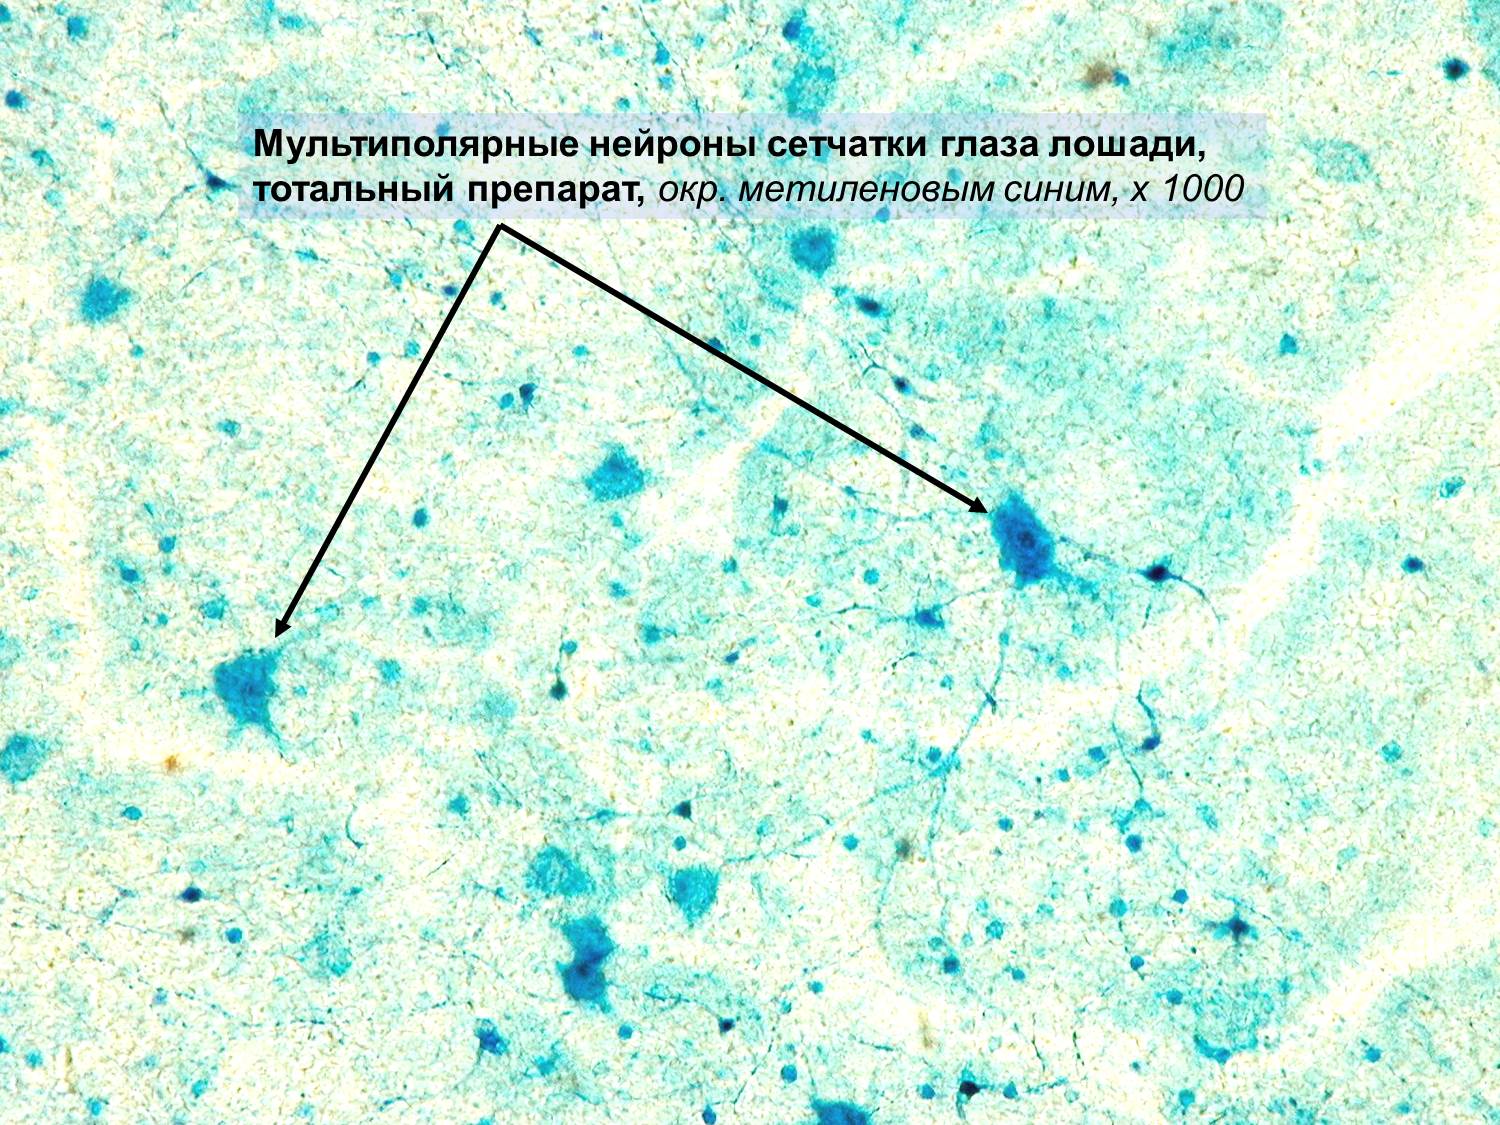 Мультиполярные нейроны сетчатки глаза лошади,
тотальный препарат, окр. метиленовым синим, х 1000